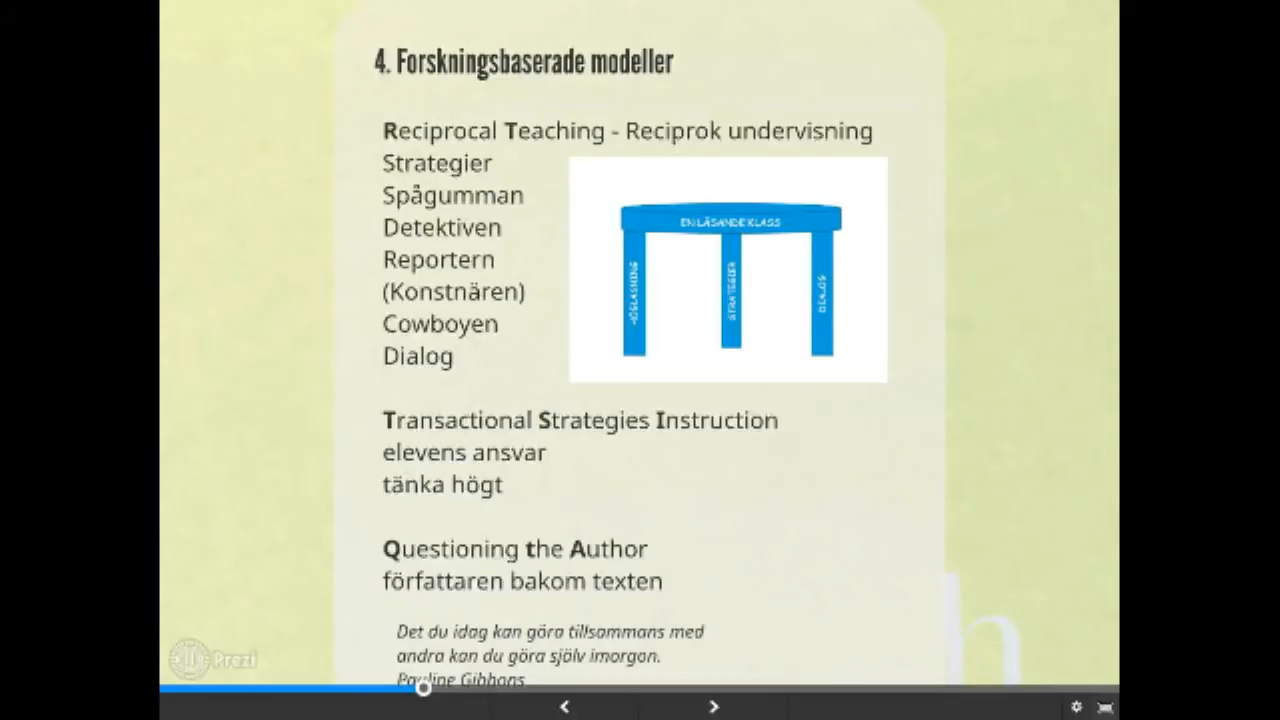 4. Forskningsbaserade modeller
Reciprocal Teaching - Reciprok undervisning
Strategier
Spågumman
Detektiven
Reportern
(Konstnären)
Cowboyen
Dialog
EN LÄSANDE KLASS
HÖGLÄSNING
STRATEGIER
DIALOG
Transactional Strategies Instruction
elevens ansvar
tänka högt
Questioning the Author
författaren bakom texten
Det du idag kan göra tillsammans med
andra kan du göra själv imorgon.
Pauline Gibbons
h
Prezi